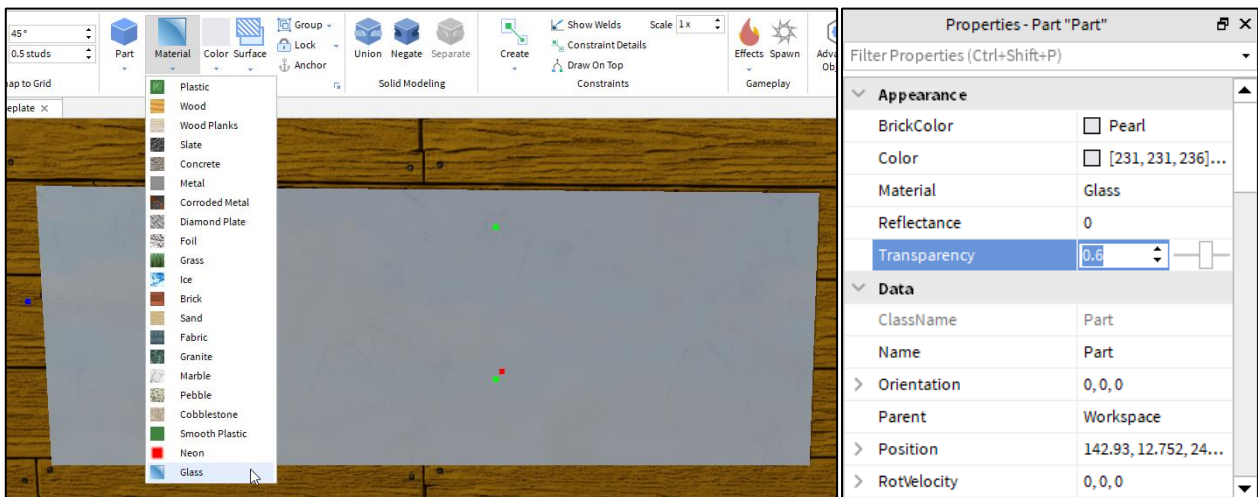 45°
0.5 studs
ap to Grid
Part
Material
Color
Surface
Group
Lock
Anchor
Union
Negate
Separate
Solid Modeling
Create
Show Welds
Scale 1 x
Constraint Details
Draw On Top
Constraints
Effects
Spawn
Gameplay
Adva
Obj
eplate ×
Plastic
Wood
Wood Planks
Slate
Concrete
Metal
Corroded Metal
Diamond Plate
Foil
Grass
Ice
Brick
Sand
Fabric
Granite
Marble
Pebble
Cobblestone
Smooth Plastic
Neon
Glass
Properties - Part "Part"
Filter Properties (Ctrl+Shift+P)
Appearance
BrickColor Pearl
Color [231, 231, 236]...
Material Glass
Reflectance 0
Transparency 0.6
Data
ClassName Part
Name Part
Orientation 0, 0, 0
Parent Workspace
Position 142.93, 12.752, 24...
RotVelocity 0, 0, 0